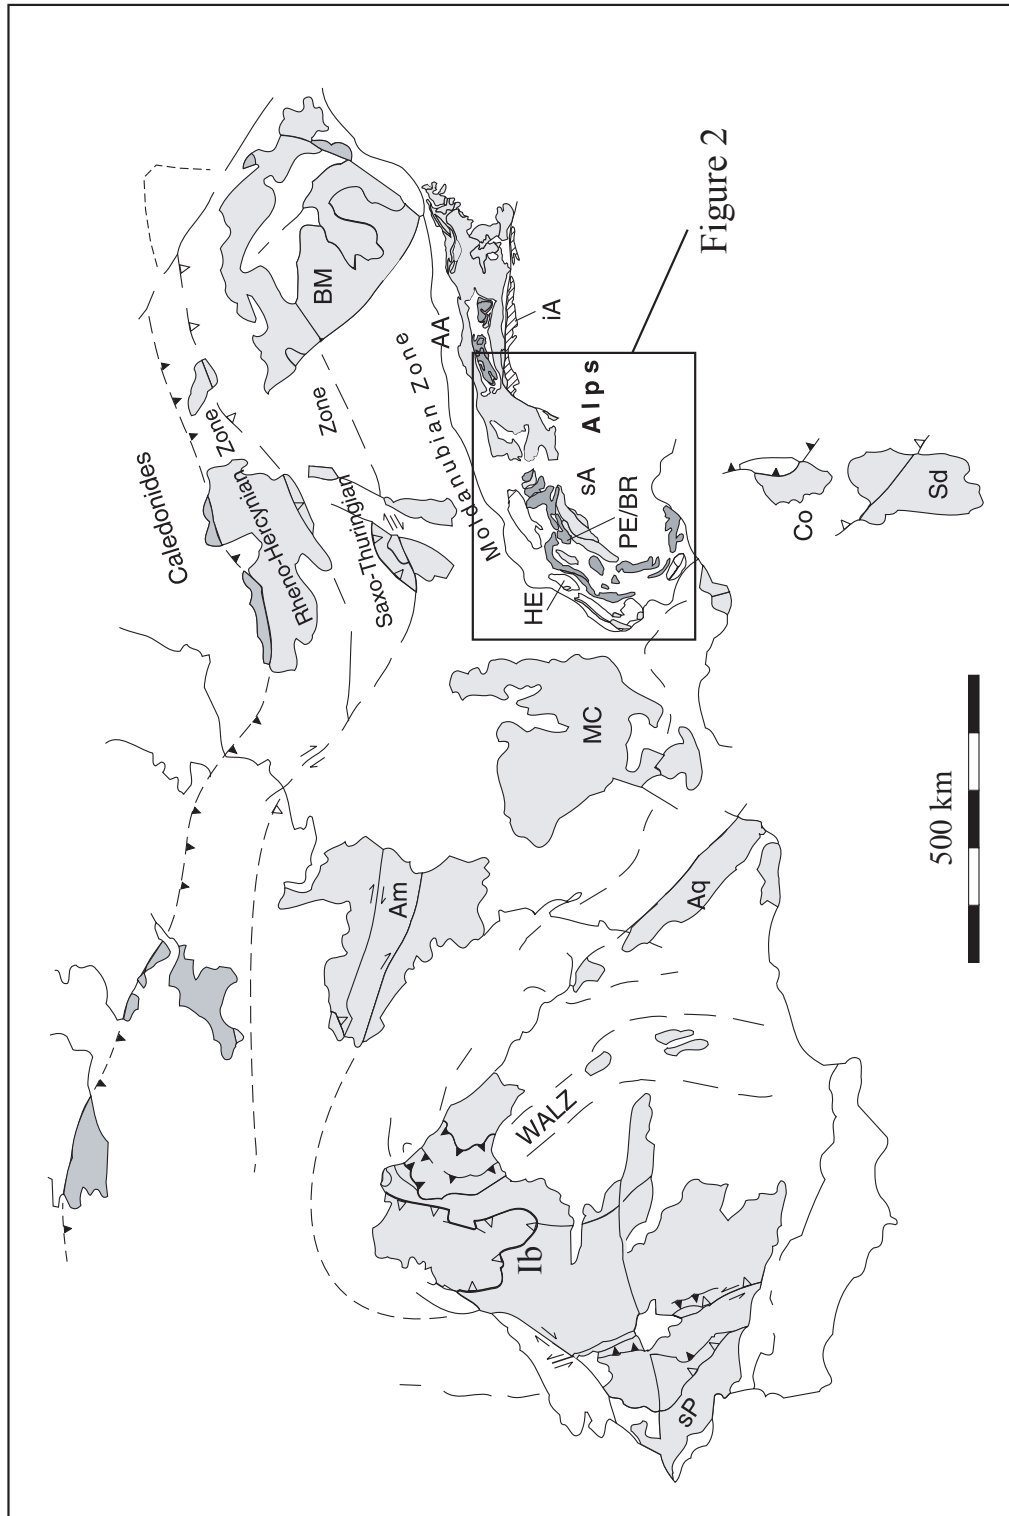 Caledonides
Rheno-Hercynian Zone
Saxo-Thuringian Zone
Moldanubian Zone
BM
AA
iA
Alps
sA
PE/BR
HE
Figure 2
Co
Sd
MC
Am
Aq
WALZ
Ib
sP
500 km